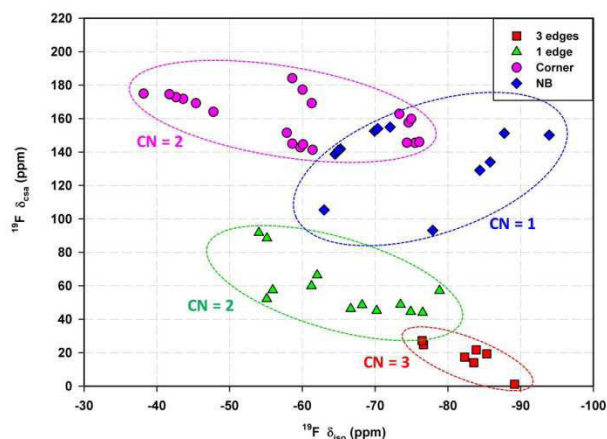 220
200
180
160
140
120
100
80
60
40
20
0
¹⁹F δcsa (ppm)
3 edges
1 edge
Corner
NB
CN = 2
CN = 1
CN = 2
CN = 3
-30 -40 -50 -60 -70 -80 -90 -100
¹⁹F δiso (ppm)